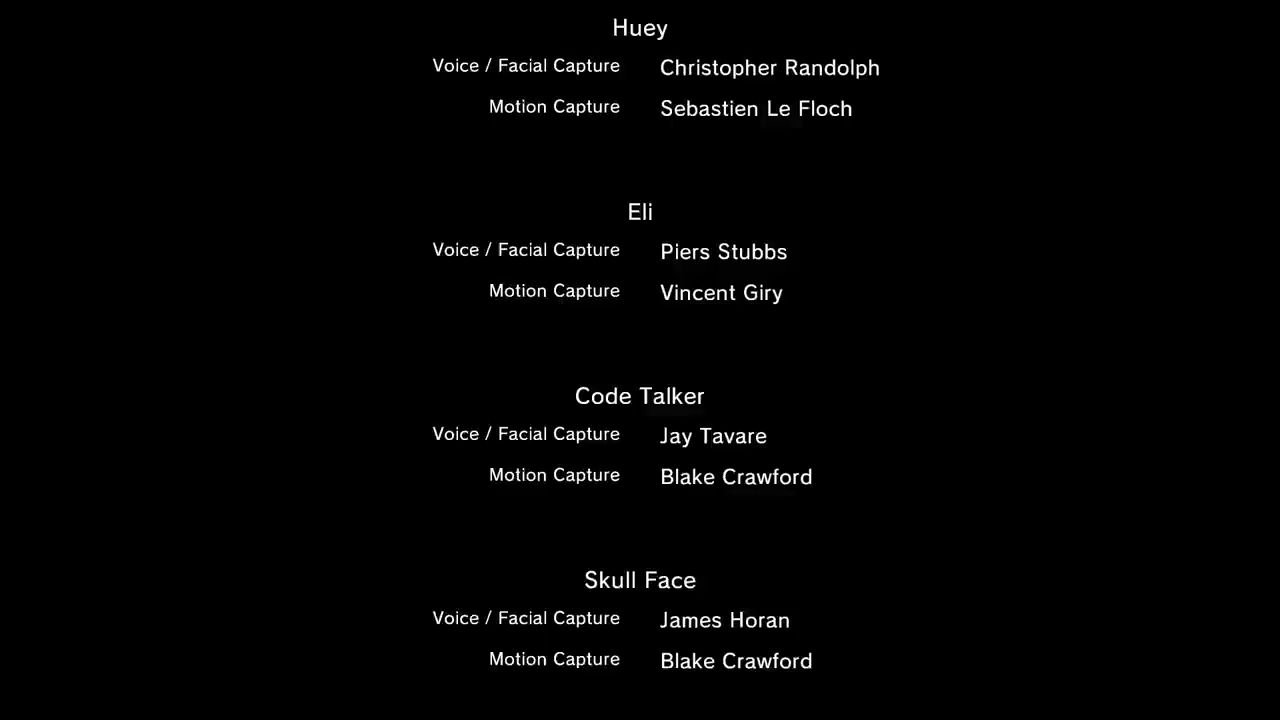 Huey
Voice / Facial Capture Christopher Randolph
Motion Capture Sebastien Le Floch
Eli
Voice / Facial Capture Piers Stubbs
Motion Capture Vincent Giry
Code Talker
Voice / Facial Capture Jay Tavare
Motion Capture Blake Crawford
Skull Face
Voice / Facial Capture James Horan
Motion Capture Blake Crawford